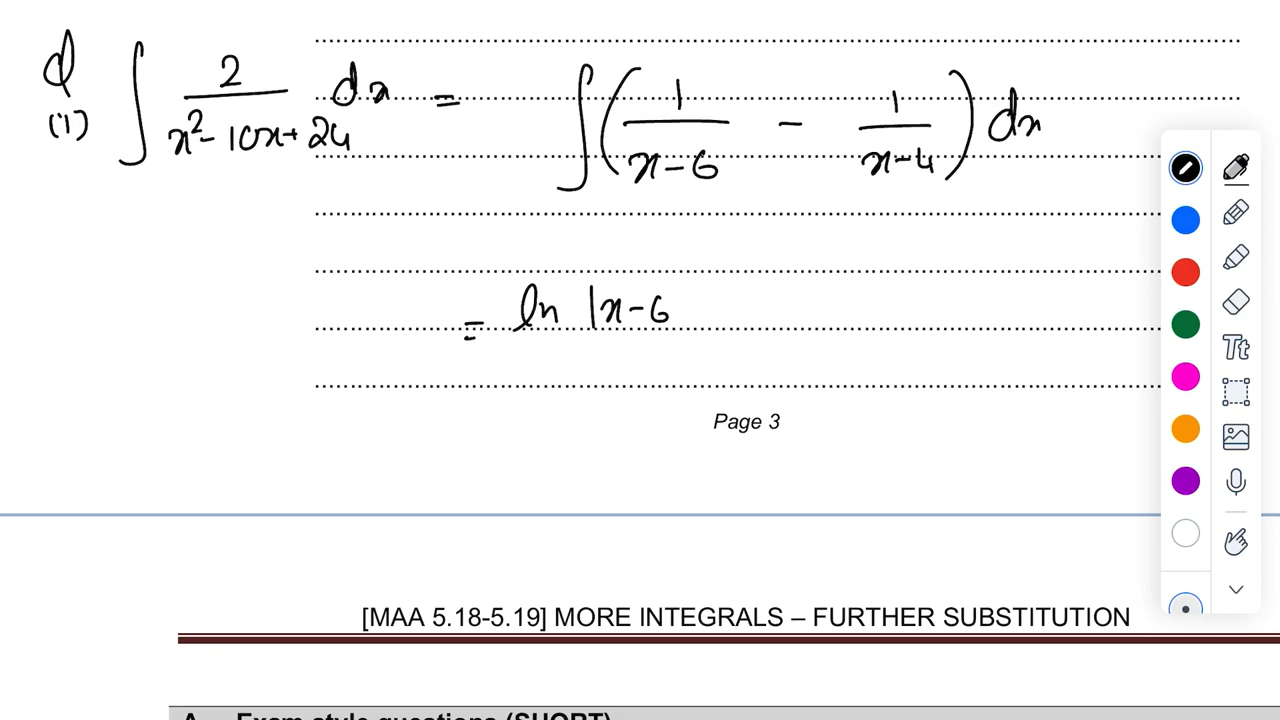 d
(i) ∫ 2/(x²-10x+24) dx = ∫ (1/(x-6) - 1/(x-4)) dx
= ln |x-6
Page 3
[MAA 5.18-5.19] MORE INTEGRALS – FURTHER SUBSTITUTION
Tt